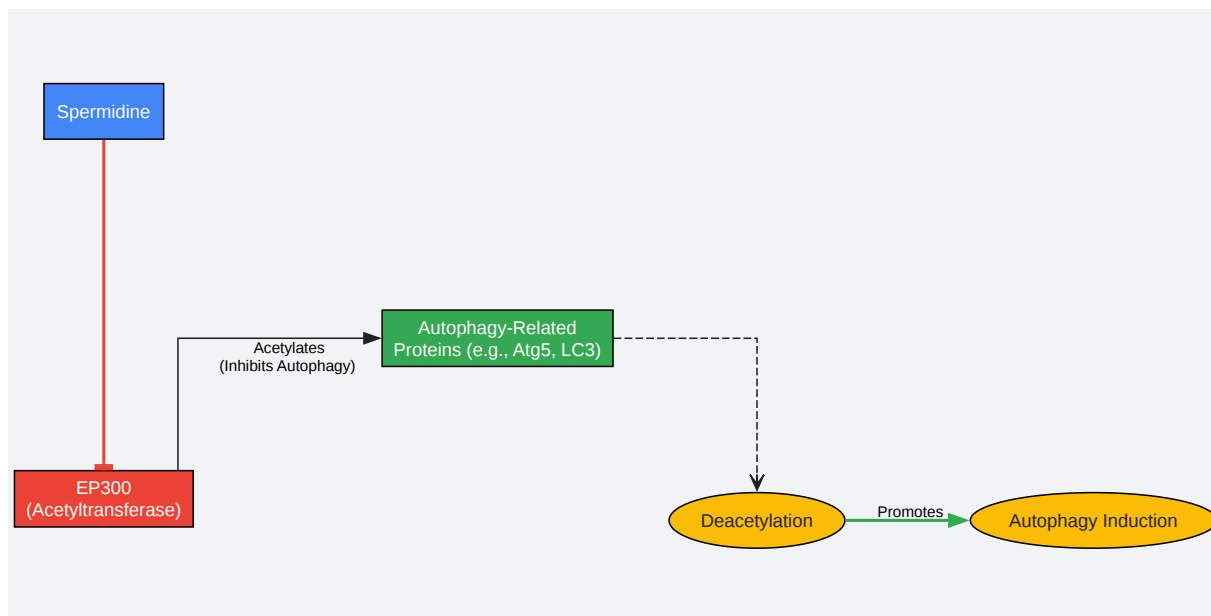 Spermidine
Autophagy-Related
Proteins (e.g., Atg5, LC3)
Acetylates
(Inhibits Autophagy)
EP300
(Acetyltransferase)
Deacetylation
Promotes
Autophagy Induction